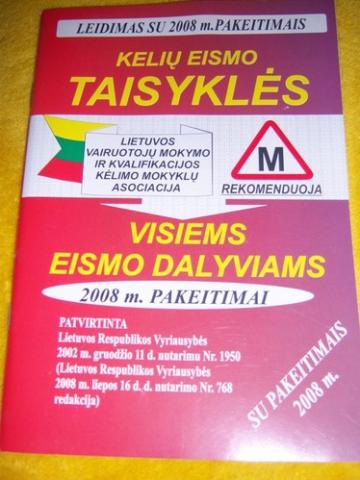 LEIDIMAS SU 2008 m. PAKEITIMAIS
KELIŲ EISMO
TAISYKLĖS
LIETUVOS
VAIRUOTOJŲ MOKYMO
IR KVALIFIKACIJOS
KĖLIMO MOKYKLŲ
ASOCIACIJA
M
REKOMENDUOJA
VISIEMS
EISMO DALYVIAMS
2008 m. PAKEITIMAI
PATVIRTINTA
Lietuvos Respublikos Vyriausybės
2002 m. gruodžio 11 d. nutarimu Nr. 1950
(Lietuvos Respublikos Vyriausybės
2008 m. liepos 16 d. d. nutarimo Nr. 768
redakcija)
SU PAKEITIMAIS
2008 m.